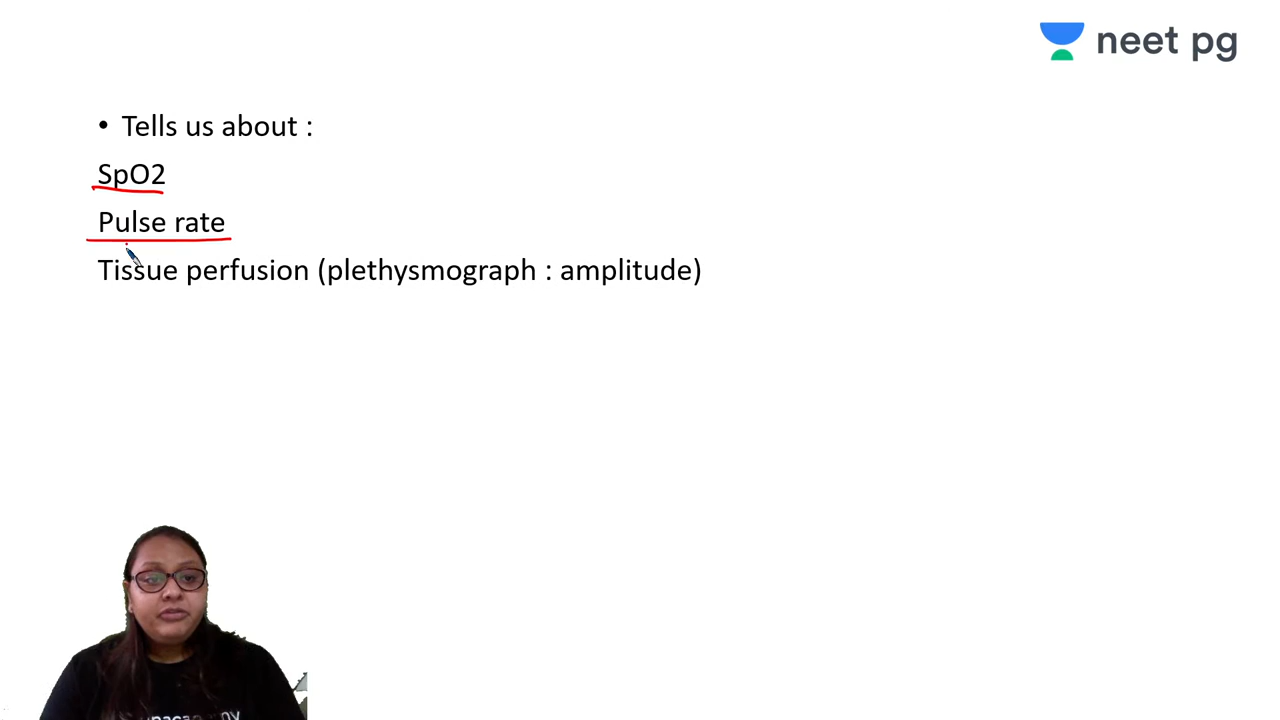 neet pg
• Tells us about :
SpO2
Pulse rate
Tissue perfusion (plethysmograph : amplitude)